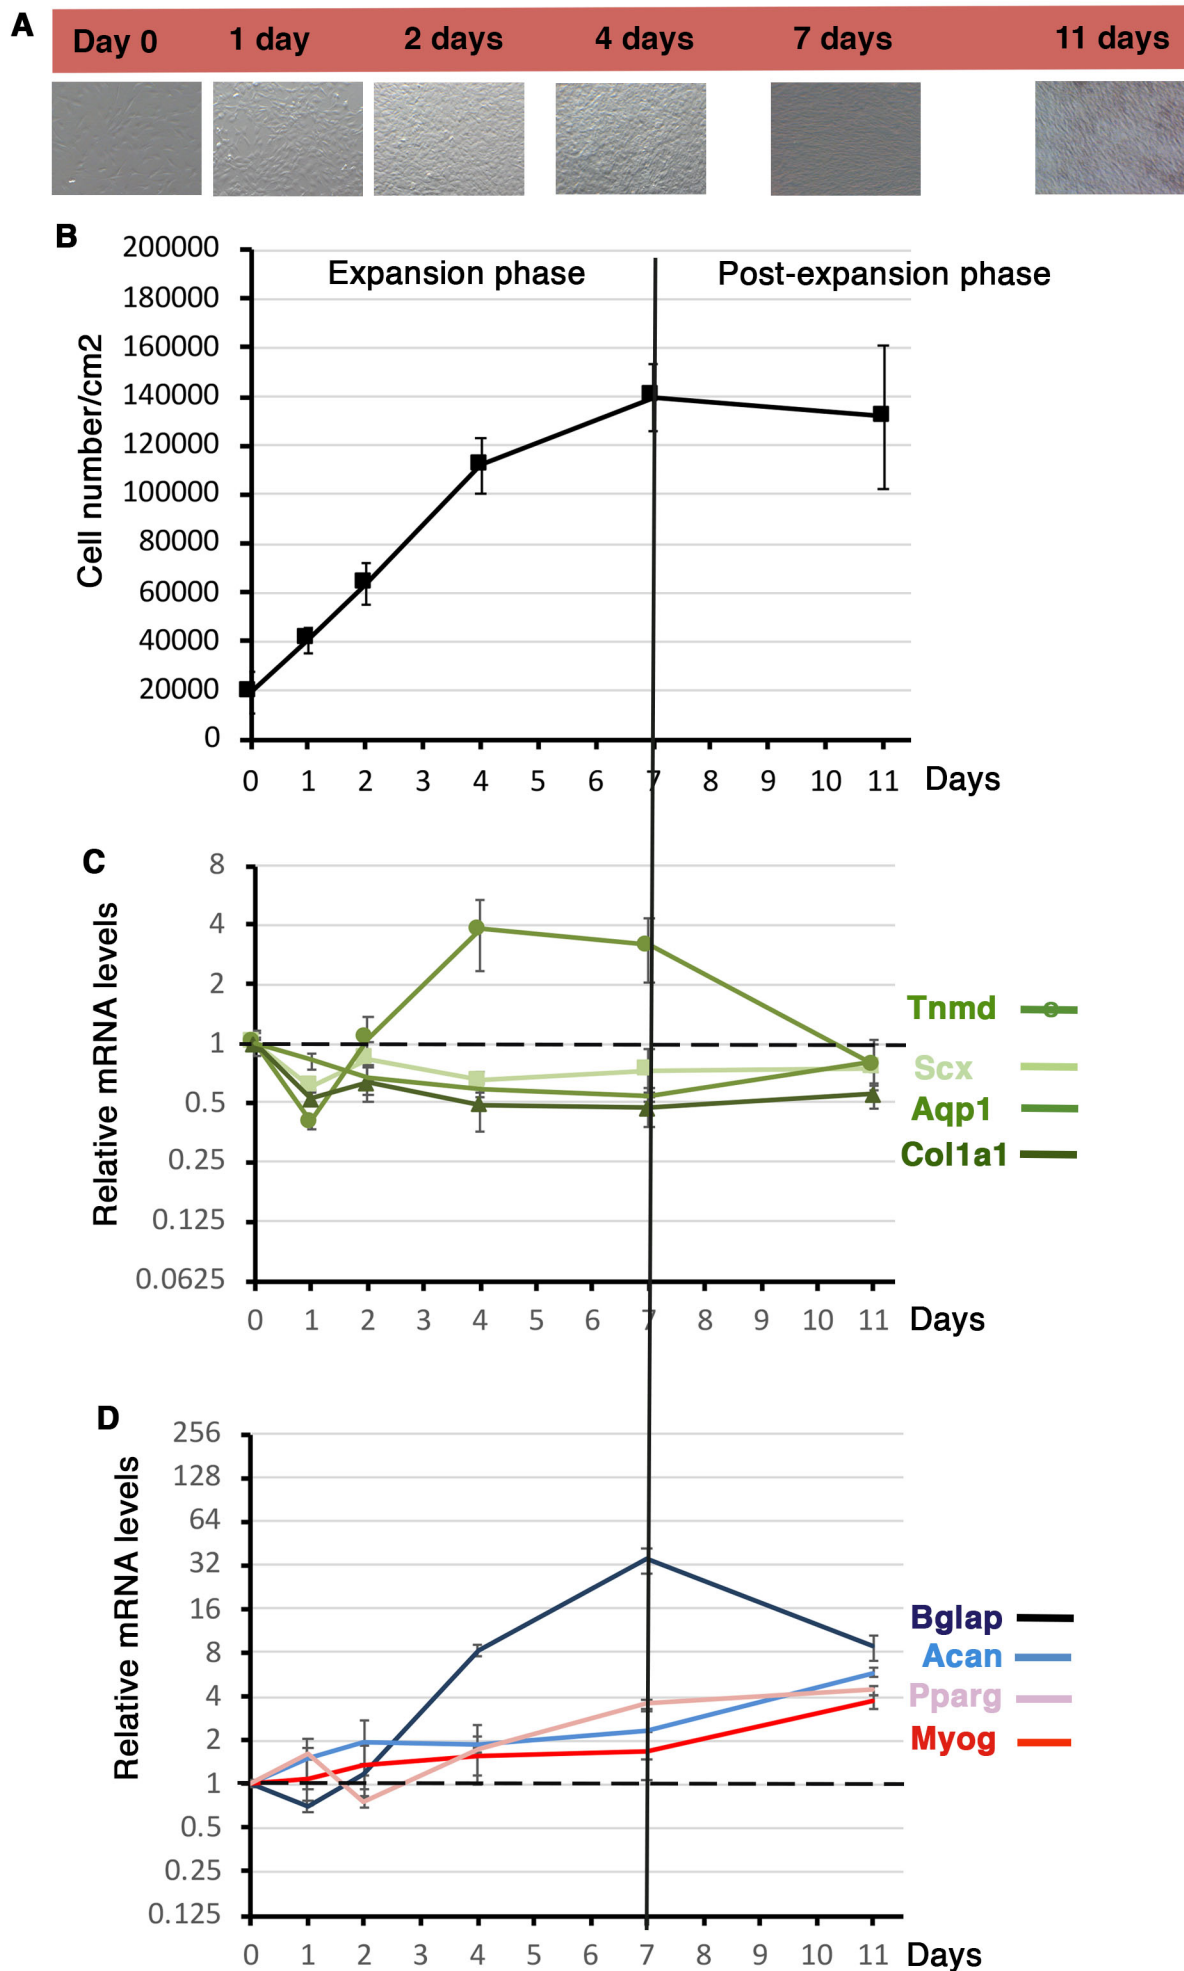 A
Day 0 1 day 2 days 4 days 7 days 11 days
B
Expansion phase Post-expansion phase
Cell number/cm2
200000
180000
160000
140000
120000
100000
80000
60000
40000
20000
0
0 1 2 3 4 5 6 7 8 9 10 11 Days
C
Relative mRNA levels
8
4
2
1
0.5
0.25
0.125
0.0625
Tnmd
Scx
Aqp1
Col1a1
0 1 2 3 4 5 6 7 8 9 10 11 Days
D
Relative mRNA levels
256
128
64
32
16
8
4
2
1
0.5
0.25
0.125
Bglap
Acan
Pparg
Myog
0 1 2 3 4 5 6 7 8 9 10 11 Days